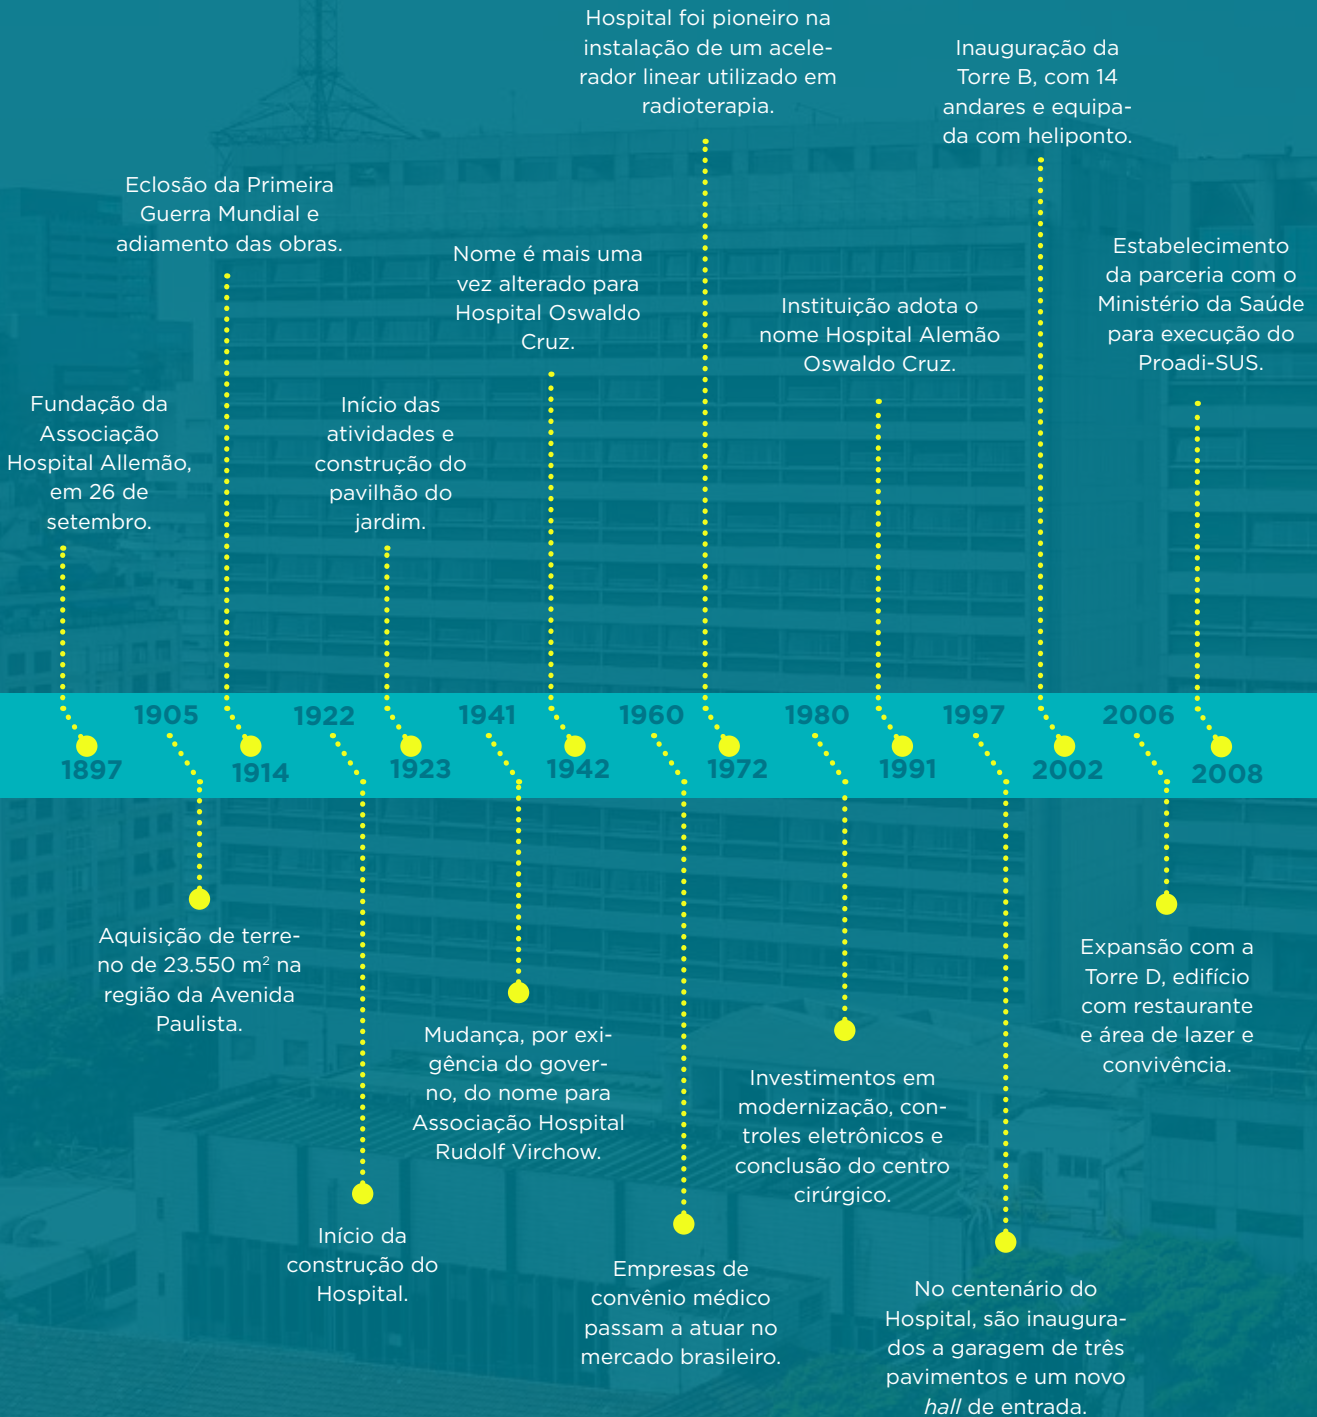 Hospital foi pioneiro na
instalação de um acele-
rador linear utilizado em
radioterapia.
Inauguração da
Torre B, com 14
andares e equipa-
da com heliponto.
Eclosão da Primeira
Guerra Mundial e
adiamento das obras.
Nome é mais uma
vez alterado para
Hospital Oswaldo
Cruz.
Instituição adota o
nome Hospital Alemão
Oswaldo Cruz.
Estabelecimento
da parceria com o
Ministério da Saúde
para execução do
Proadi-SUS.
Fundação da
Associação
Hospital Allemão,
em 26 de
setembro.
Início das
atividades e
construção do
pavilhão do
jardim.
1905 1922 1941 1960 1980 1997 2006
1897 1914 1923 1942 1972 1991 2002 2008
Aquisição de terre-
no de 23.550 m² na
região da Avenida
Paulista.
Início da
construção do
Hospital.
Mudança, por exi-
gência do gover-
no, do nome para
Associação Hospital
Rudolf Virchow.
Empresas de
convênio médico
passam a atuar no
mercado brasileiro.
Investimentos em
modernização, con-
troles eletrônicos e
conclusão do centro
cirúrgico.
No centenário do
Hospital, são inaugura-
dos a garagem de três
pavimentos e um novo
hall de entrada.
Expansão com a
Torre D, edifício
com restaurante
e área de lazer e
convivência.